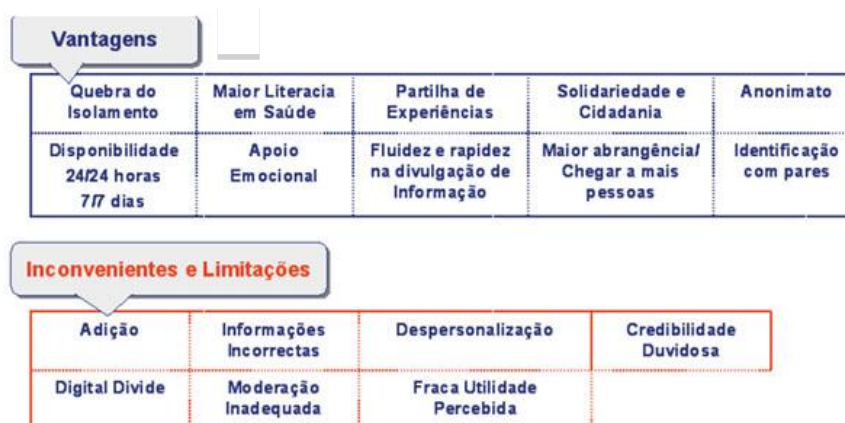 Vantagens
Quebra do
Isolamento
Maior Literacia
em Saúde
Partilha de
Experiências
Solidariedade e
Cidadania
Anonimato
Disponibilidade
24/24 horas
7/7 dias
Apoio
Emocional
Fluidez e rapidez
na divulgação de
Informação
Maior abrangência/
Chegar a mais
pessoas
Identificação
com pares
Inconvenientes e Limitações
Adição
Informações
Incorrectas
Despersonalização
Credibilidade
Duvidosa
Digital Divide
Moderação
Inadequada
Fraca Utilidade
Percebida